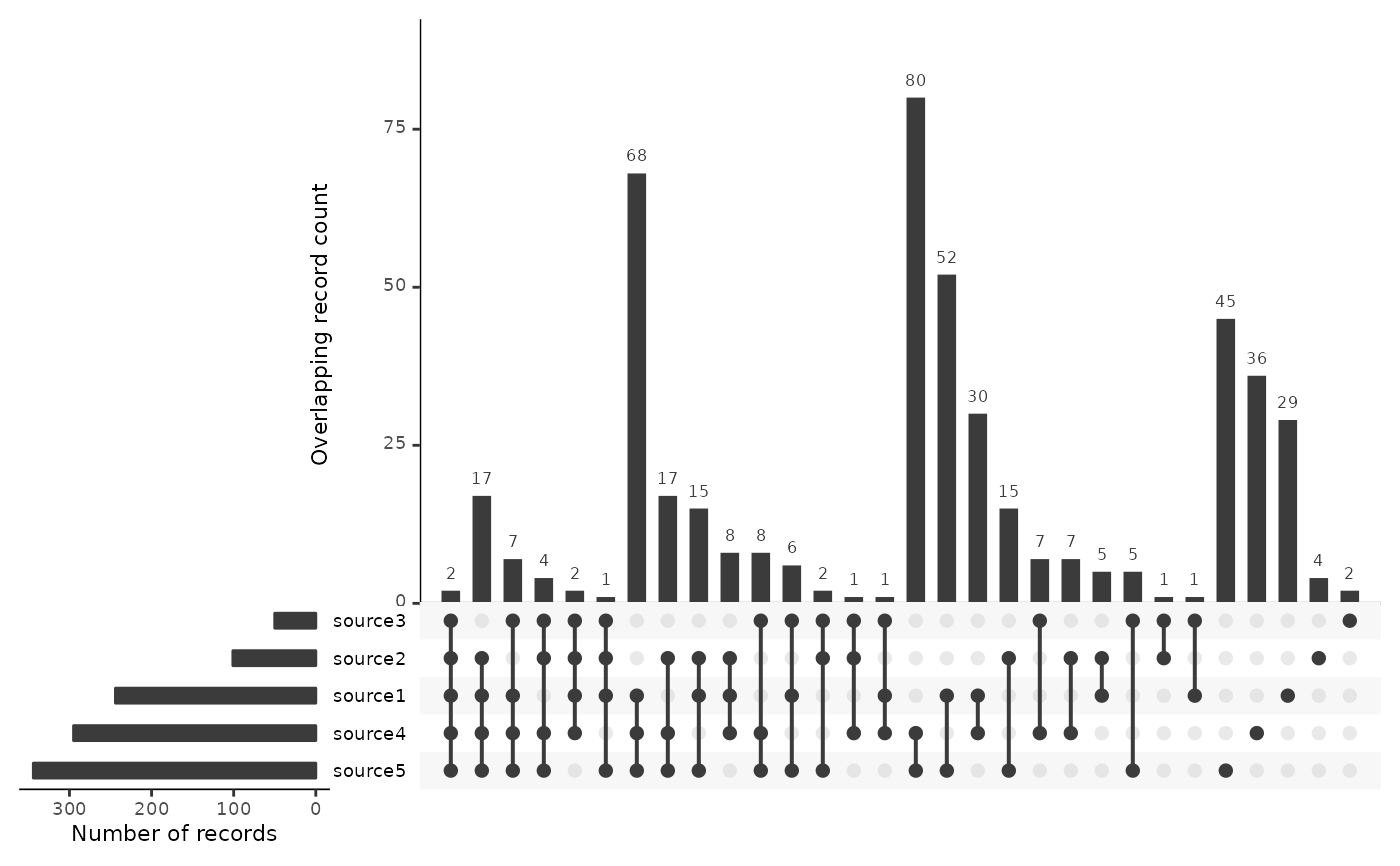 Overlapping record count
75
50
25
0
80
68
52
45
36
30
29
17 17 15 15
7 4 2 1 8 8 6 2 1 1 7 7 5 5 1 1 4 2
2
source3
source2
source1
source4
source5
300 200 100 0
Number of records